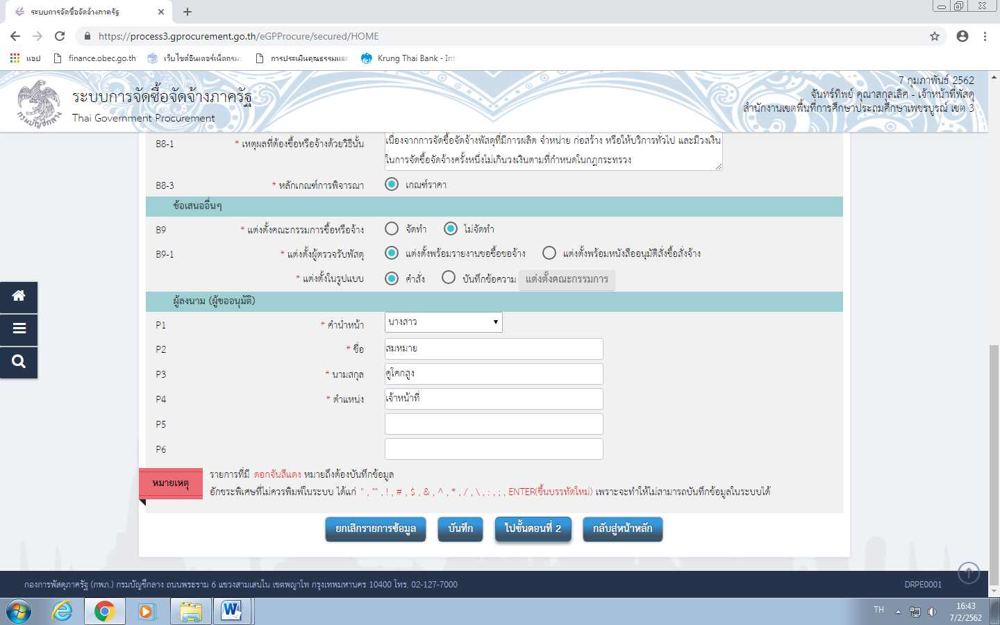 ระบบการจัดซื้อจัดจ้างภาครัฐ
https://process3.gprocurement.go.th/eGPProcure/secured/HOME
แอป
finance.obec.go.th
เว็บไซต์อินเตอร์เน็ตกรมบ
การประเมินคุณธรรมและ
Krung Thai Bank - Int
ระบบการจัดซื้อจัดจ้างภาครัฐ
Thai Government Procurement
7 กุมภาพันธ์ 2562
จันทร์ทิพย์ คุณาสกุลเลิศ - เจ้าหน้าที่พัสดุ
สำนักงานเขตพื้นที่การศึกษาประถมศึกษาเพชรบูรณ์ เขต 3
B8-1 * เหตุผลที่ต้องซื้อหรือจ้างด้วยวิธีนั้น
เนื่องจากการจัดซื้อจัดจ้างพัสดุที่มีการผลิต จำหน่าย ก่อสร้าง หรือให้บริการทั่วไป และมีวงเงิน
ในการจัดซื้อจัดจ้างครั้งหนึ่งไม่เกินวงเงินตามที่กำหนดในกฎกระทรวง
B8-3 * หลักเกณฑ์การพิจารณา เกณฑ์ราคา
ข้อเสนออื่นๆ
B9 * แต่งตั้งคณะกรรมการซื้อหรือจ้าง จัดทำ ไม่จัดทำ
B9-1 * แต่งตั้งผู้ตรวจรับพัสดุ แต่งตั้งพร้อมรายงานขอซื้อขอจ้าง แต่งตั้งพร้อมหนังสืออนุมัติสั่งซื้อสั่งจ้าง
* แต่งตั้งในรูปแบบ คำสั่ง บันทึกข้อความ แต่งตั้งคณะกรรมการ
ผู้ลงนาม (ผู้ขออนุมัติ)
P1 * คำนำหน้า นางสาว
P2 * ชื่อ สมหมาย
P3 * นามสกุล คูโคกสูง
P4 * ตำแหน่ง เจ้าหน้าที่
P5
P6
หมายเหตุ
รายการที่มี ดอกจันสีแดง หมายถึงต้องบันทึกข้อมูล
อักขระพิเศษที่ไม่ควรพิมพ์ในระบบ ได้แก่ " , "" , ! , # , $ , & , ^ , * , / , \ , : , ; , ENTER(ขึ้นบรรทัดใหม่) เพราะจะทำให้ไม่สามารถบันทึกข้อมูลในระบบได้
ยกเลิกรายการข้อมูล บันทึก ไปขั้นตอนที่ 2 กลับสู่หน้าหลัก
กองการพัสดุภาครัฐ (กพภ.) กรมบัญชีกลาง ถนนพระราม 6 แขวงสามเสนใน เขตพญาไท กรุงเทพมหานคร 10400 โทร. 02-127-7000
DRPE0001
TH
16:43
7/2/2562